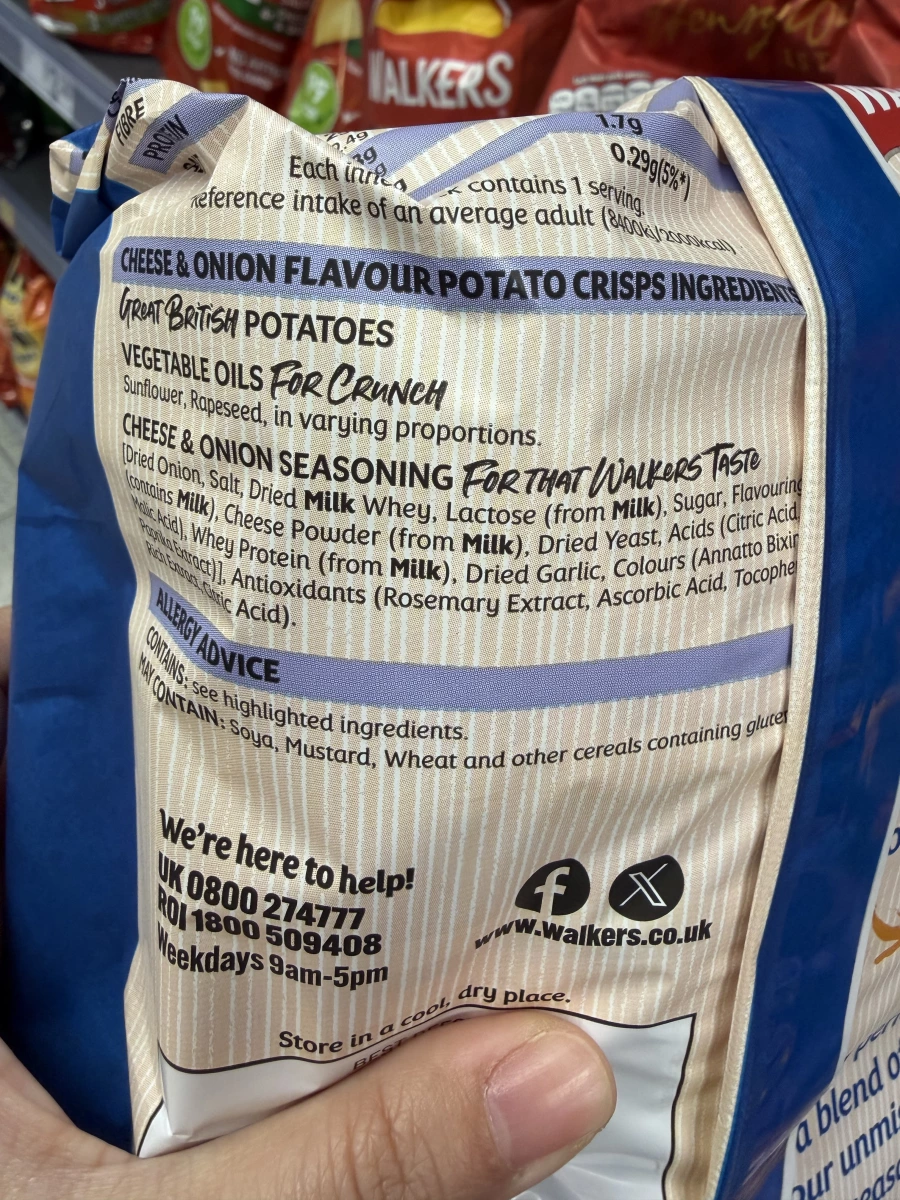 WALKERS
FIBRE
PROTEIN
1.7g
0.29g(5%*)
Each contains 1 serving.
Reference intake of an average adult (8400kJ/2000kcal)
CHEESE & ONION FLAVOUR POTATO CRISPS INGREDIENTS
GREAT BRITISH POTATOES
VEGETABLE OILS FOR CRUNCH
Sunflower, Rapeseed, in varying proportions.
CHEESE & ONION SEASONING FOR THAT WALKERS TASTE
[Dried Onion, Salt, Dried Milk Whey, Lactose (from Milk), Sugar, Flavouring
(contains Milk), Cheese Powder (from Milk), Dried Yeast, Acids (Citric Acid,
Malic Acid), Whey Protein (from Milk), Dried Garlic, Colours (Annatto Bixin
Paprika Extract)], Antioxidants (Rosemary Extract, Ascorbic Acid, Tocophe
Rich Extract, Citric Acid).
ALLERGY ADVICE
CONTAINS: see highlighted ingredients.
MAY CONTAIN: Soya, Mustard, Wheat and other cereals containing gluten
We're here to help!
UK 0800 274777
ROI 1800 509408
Weekdays 9am-5pm
www.walkers.co.uk
Store in a cool, dry place.
a blend of
our